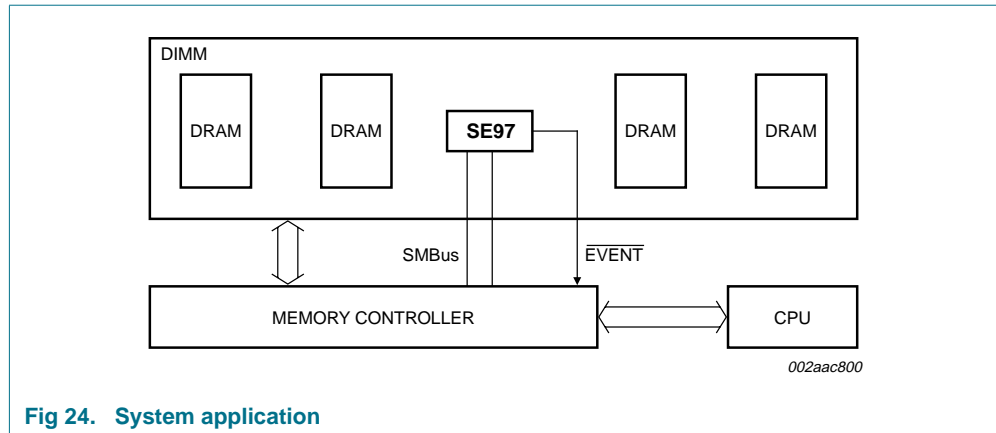 DIMM
DRAM
DRAM
SE97
DRAM
DRAM
SMBus
EVENT
MEMORY CONTROLLER
CPU
002aac800
Fig 24. System application